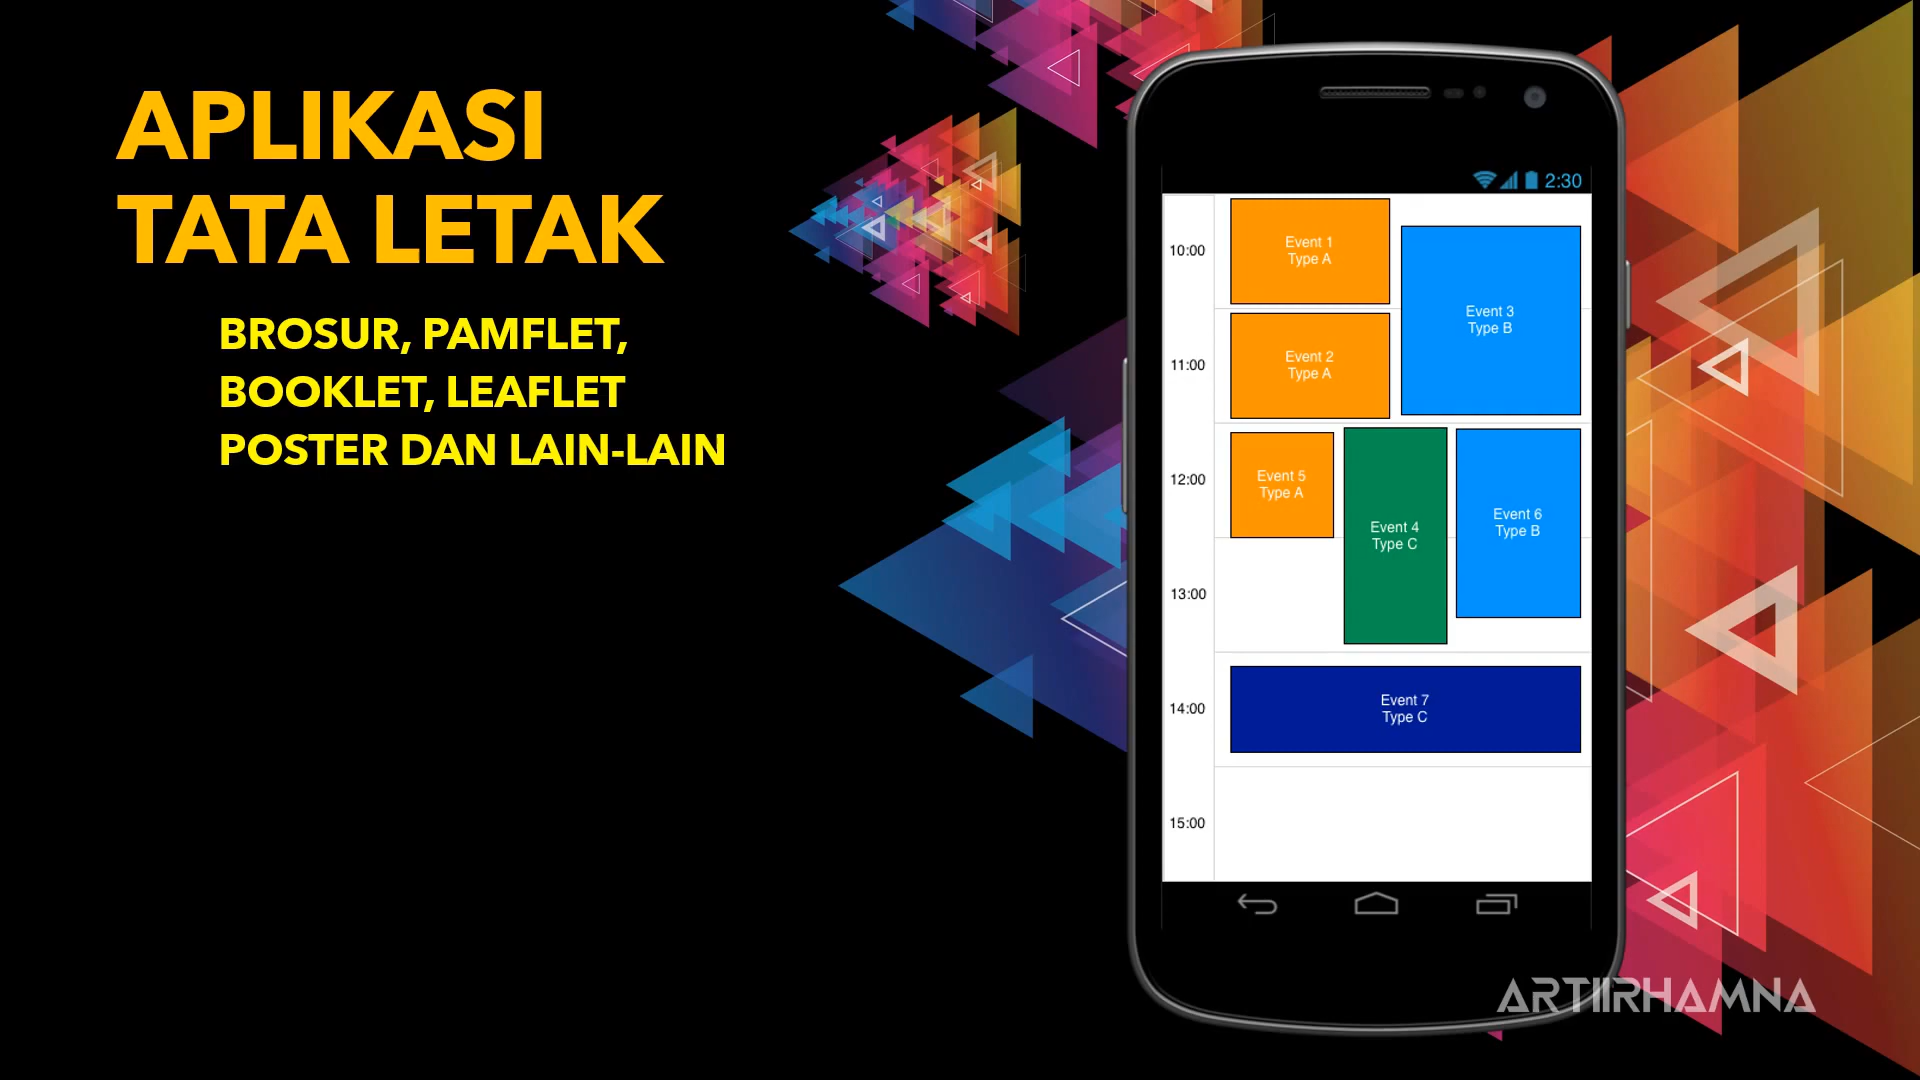 APLIKASI
TATA LETAK
BROSUR, PAMFLET,
BOOKLET, LEAFLET
POSTER DAN LAIN-LAIN
2:30
10:00
Event 1
Type A
Event 3
Type B
11:00
Event 2
Type A
12:00
Event 5
Type A
Event 4
Type C
Event 6
Type B
13:00
14:00
Event 7
Type C
15:00
ARTIIRHAMNA